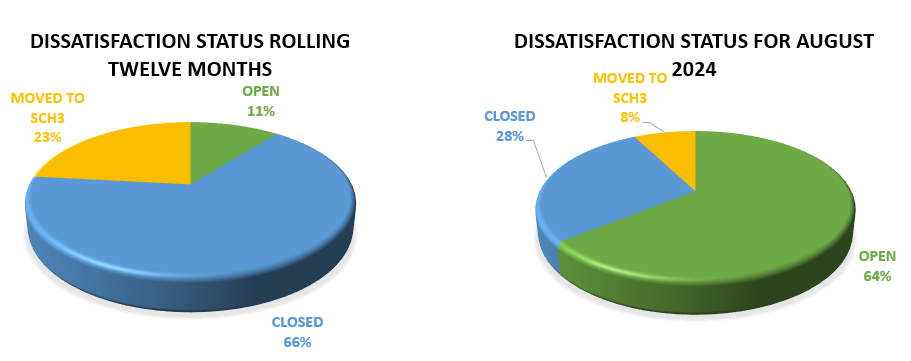 DISSATISFACTION STATUS ROLLING
TWELVE MONTHS
MOVED TO
SCH3
23%
OPEN
11%
CLOSED
66%
DISSATISFACTION STATUS FOR AUGUST
2024
MOVED TO
SCH3
8%
CLOSED
28%
OPEN
64%